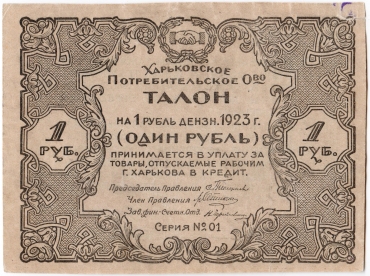 Харьковское
Потребительское Ово
ТАЛОН
НА 1 РУБЛЬ ДЕНЗН. 1923 Г.
(ОДИН РУБЛЬ)
1 РУБ.
1 РУБ.
ПРИНИМАЕТСЯ В УПЛАТУ ЗА
ТОВАРЫ, ОТПУСКАЕМЫЕ РАБОЧИМ
Г. ХАРЬКОВА В КРЕДИТ.
Председатель Правления
Член Правления
Зав. фин-Счетн. Отд.
СЕРИЯ № 01